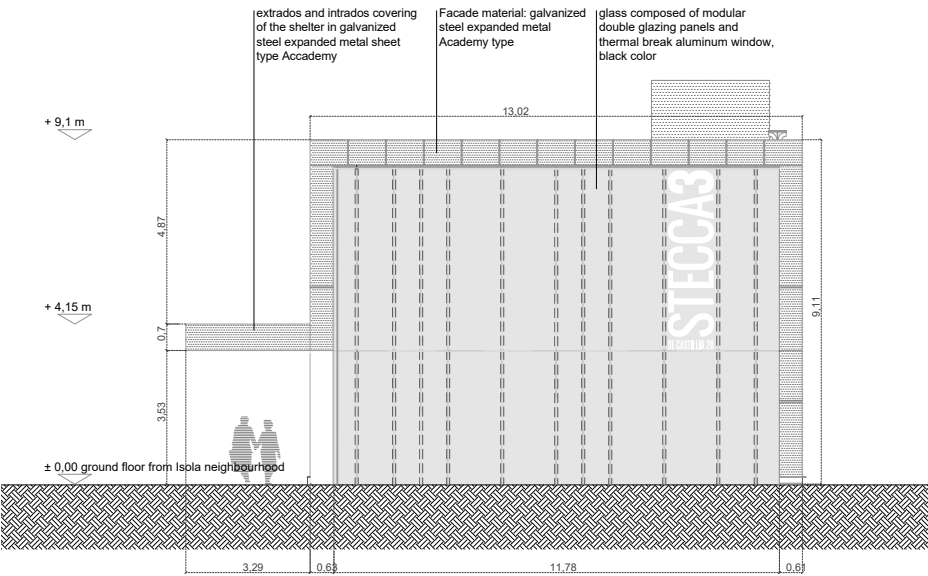 extrados and intrados covering
of the shelter in galvanized
steel expanded metal sheet
type Accademy
Facade material: galvanized
steel expanded metal
Academy type
glass composed of modular
double glazing panels and
thermal break aluminum window,
black color
13,02
+ 9,1 m
4,87
STECCA3
+ 4,15 m
0,7
9,11
DE CASTILLIA 26
3,53
± 0,00 ground floor from Isola neighbourhood
3,29
0,63
11,78
0,61